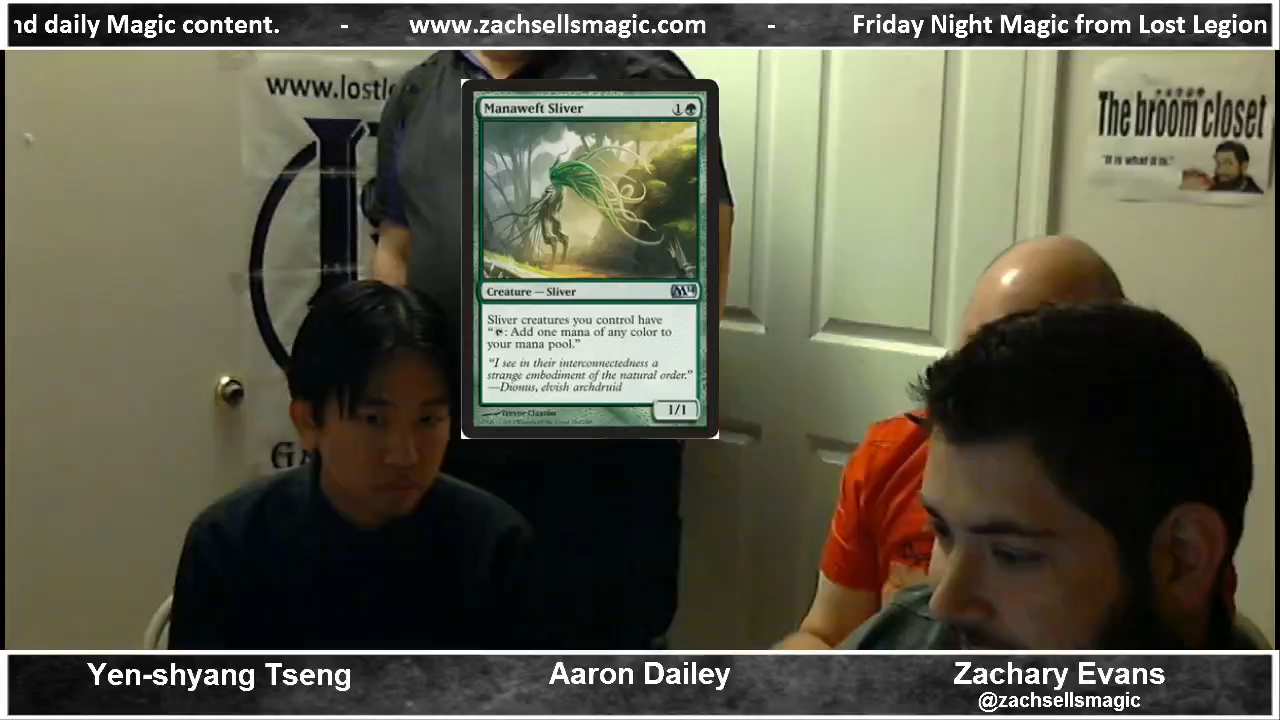 nd daily Magic content. - www.zachsellsmagic.com - Friday Night Magic from Lost Legion
www.lostle
The broom closet
"It is what it is."
Manaweft Sliver 1
Creature — Sliver
M14
Sliver creatures you control have
": Add one mana of any color to
your mana pool."
"I see in their interconnectedness a
strange embodiment of the natural order."
—Dionus, elvish archdruid
1/1
GA
Yen-shyang Tseng Aaron Dailey Zachary Evans
@zachsellsmagic